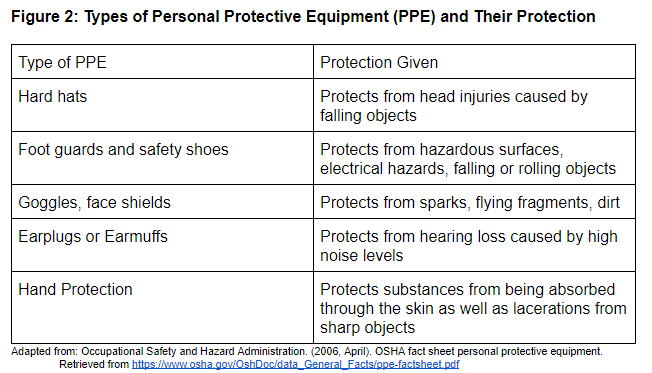 Figure 2: Types of Personal Protective Equipment (PPE) and Their Protection
Type of PPE
Protection Given
Hard hats
Protects from head injuries caused by
falling objects
Foot guards and safety shoes
Protects from hazardous surfaces,
electrical hazards, falling or rolling objects
Goggles, face shields
Protects from sparks, flying fragments, dirt
Earplugs or Earmuffs
Protects from hearing loss caused by high
noise levels
Hand Protection
Protects substances from being absorbed
through the skin as well as lacerations from
sharp objects
Adapted from: Occupational Safety and Hazard Administration. (2006, April). OSHA fact sheet personal protective equipment.
Retrieved from https://www.osha.gov/OshDoc/data_General_Facts/ppe-factsheet.pdf